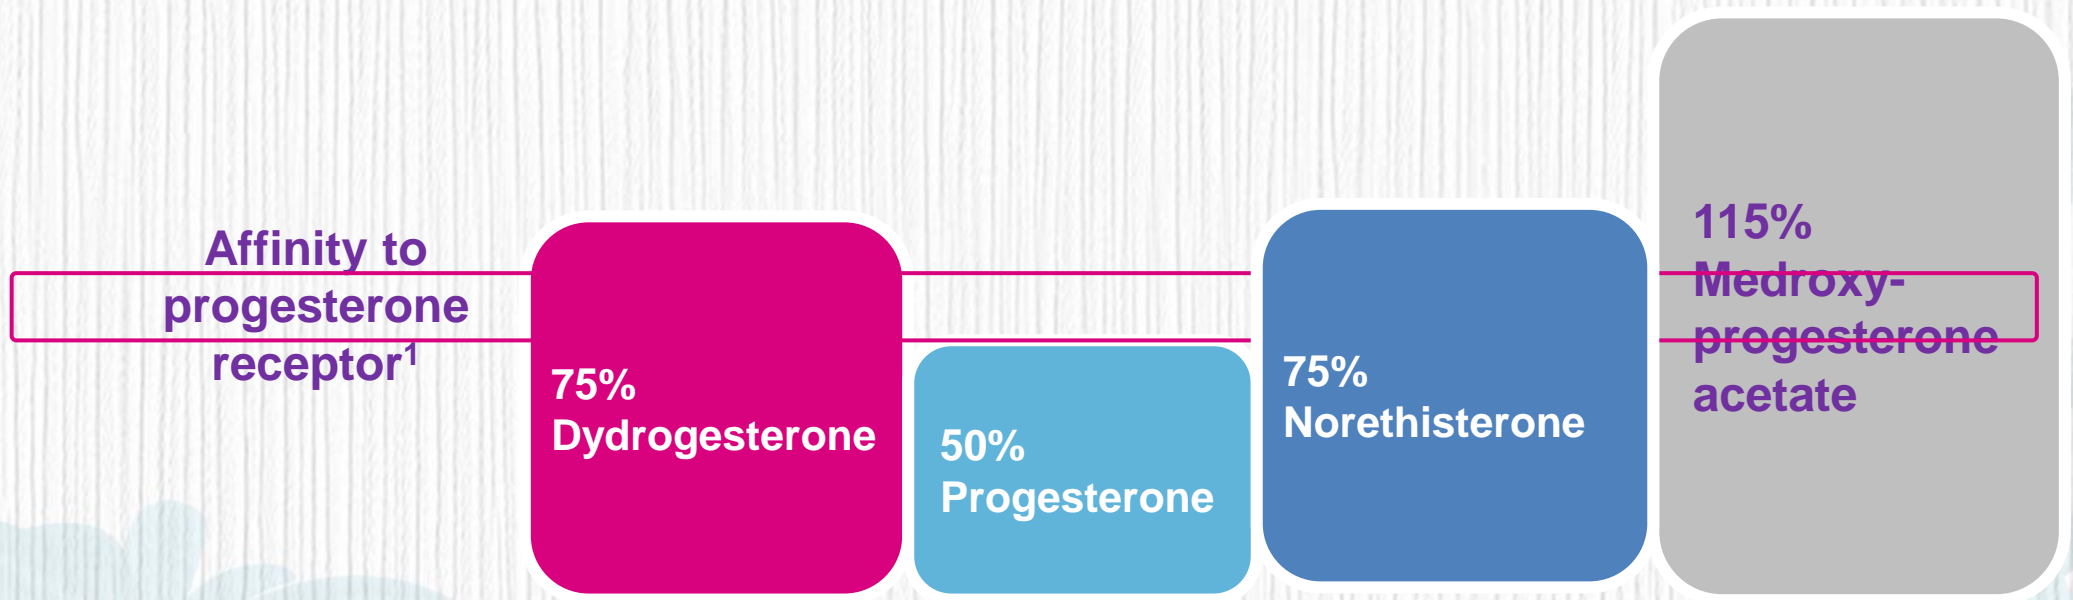 Affinity to
progesterone
receptor¹
75%
Dydrogesterone
50%
Progesterone
75%
Norethisterone
115%
Medroxy-
progesterone
acetate